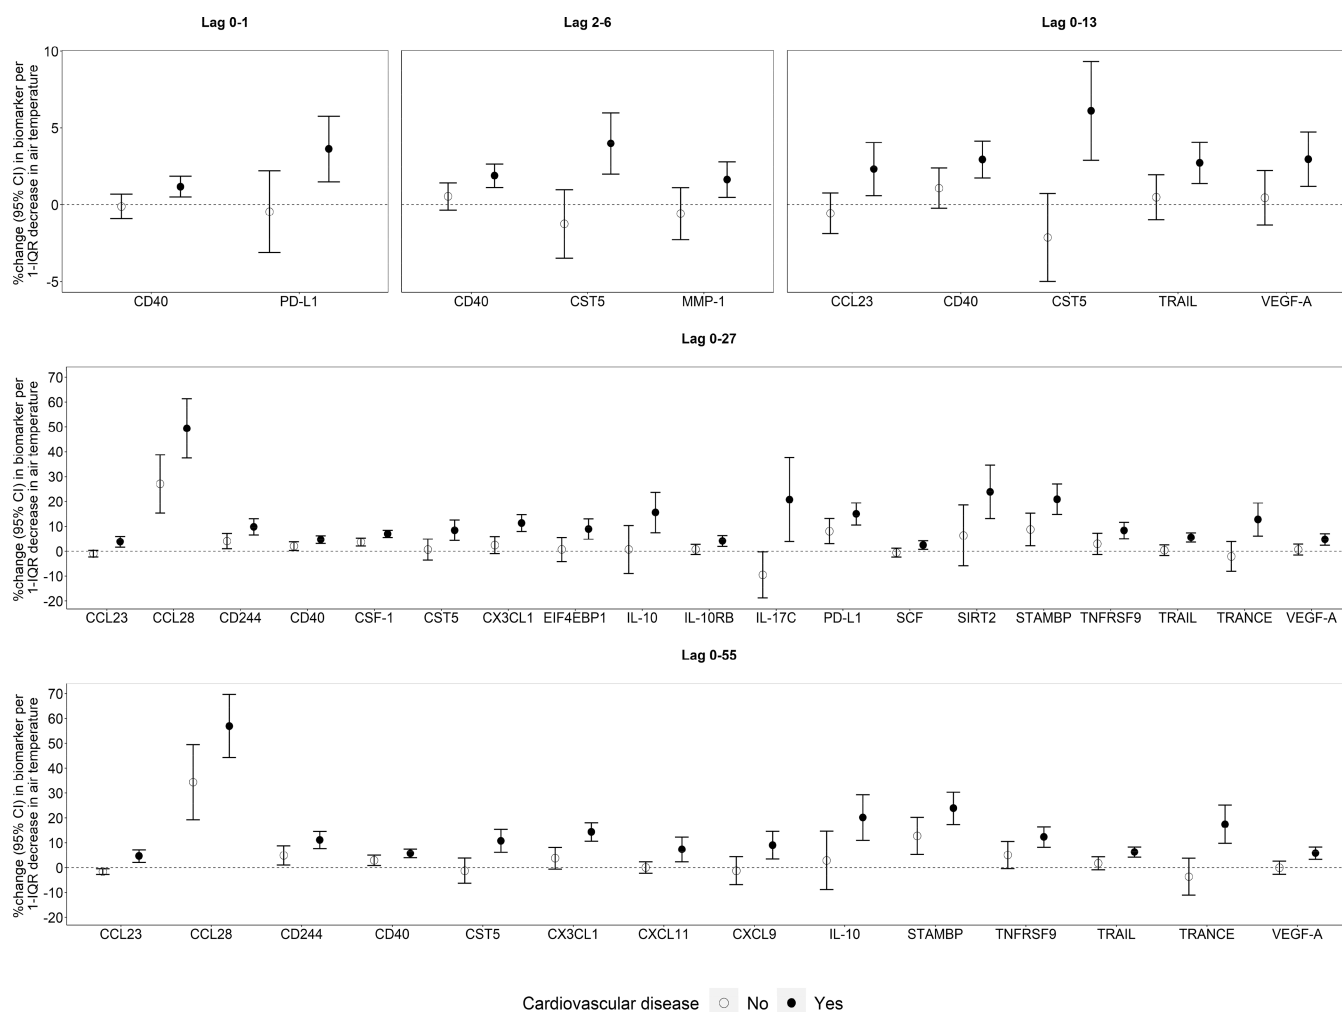 Lag 0-1
Lag 2-6
Lag 0-13
%change (95% CI) in biomarker per
1-IQR decrease in air temperature
10
5
0
-5
CD40 PD-L1
CD40 CST5 MMP-1
CCL23 CD40 CST5 TRAIL VEGF-A
Lag 0-27
%change (95% CI) in biomarker per
1-IQR decrease in air temperature
70
60
50
40
30
20
10
0
-10
-20
CCL23 CCL28 CD244 CD40 CSF-1 CST5 CX3CL1 EIF4EBP1 IL-10 IL-10RB IL-17C PD-L1 SCF SIRT2 STAMBP TNFRSF9 TRAIL TRANCE VEGF-A
Lag 0-55
%change (95% CI) in biomarker per
1-IQR decrease in air temperature
70
60
50
40
30
20
10
0
-10
-20
CCL23 CCL28 CD244 CD40 CST5 CX3CL1 CXCL11 CXCL9 IL-10 STAMBP TNFRSF9 TRAIL TRANCE VEGF-A
Cardiovascular disease No Yes